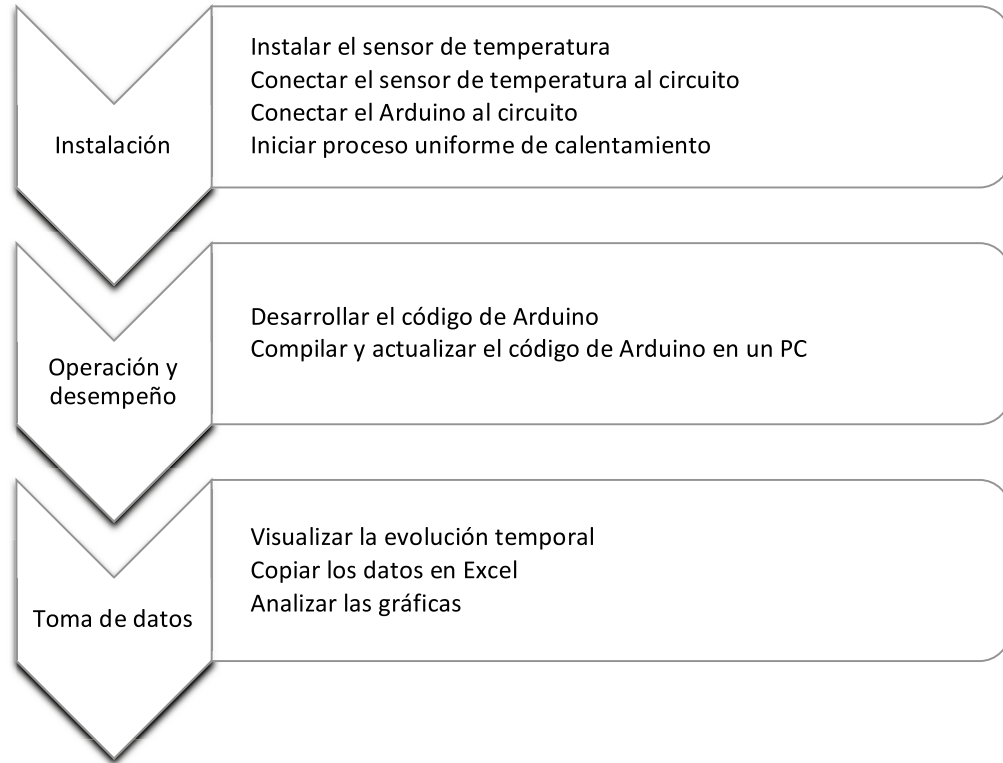 Instalación
Instalar el sensor de temperatura
Conectar el sensor de temperatura al circuito
Conectar el Arduino al circuito
Iniciar proceso uniforme de calentamiento
Operación y
desempeño
Desarrollar el código de Arduino
Compilar y actualizar el código de Arduino en un PC
Toma de datos
Visualizar la evolución temporal
Copiar los datos en Excel
Analizar las gráficas